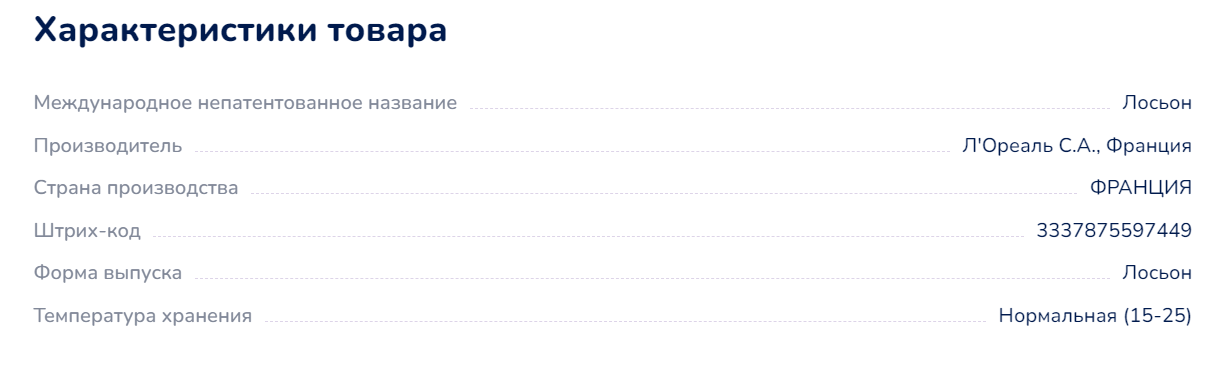 Характеристики товара
Международное непатентованное название Лосьон
Производитель Л'Ореаль С.А., Франция
Страна производства ФРАНЦИЯ
Штрих-код 3337875597449
Форма выпуска Лосьон
Температура хранения Нормальная (15-25)